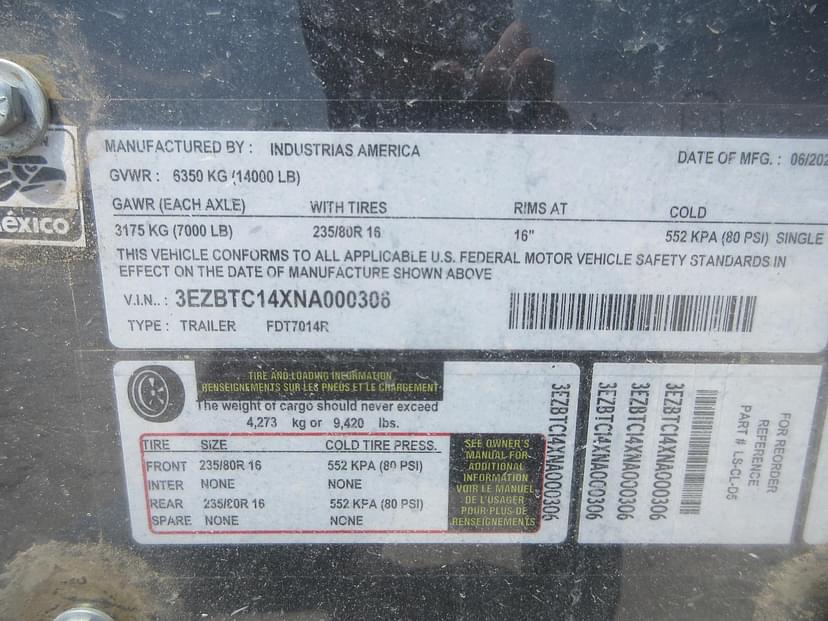 MANUFACTURED BY : INDUSTRIAS AMERICA
DATE OF MFG. : 06/202
GVWR : 6350 KG (14000 LB)
GAWR (EACH AXLE) WITH TIRES RIMS AT COLD
3175 KG (7000 LB) 235/80R 16 16" 552 KPA (80 PSI) SINGLE
THIS VEHICLE CONFORMS TO ALL APPLICABLE U.S. FEDERAL MOTOR VEHICLE SAFETY STANDARDS IN
EFFECT ON THE DATE OF MANUFACTURE SHOWN ABOVE
V.I.N.. : 3EZBTC14XNA000306
TYPE : TRAILER FDT7014R
éxico
TIRE AND LOADING INFORMATION
RENSEIGNEMENTS SUR LES PNEUS ET LE CHARGEMENT
The weight of cargo should never exceed
4,273 kg or 9,420 lbs.
TIRE SIZE COLD TIRE PRESS.
FRONT 235/80R 16 552 KPA (80 PSI)
INTER NONE NONE
REAR 235/80R 16 552 KPA (80 PSI)
SPARE NONE NONE
SEE OWNER'S
MANUAL FOR
ADDITIONAL
INFORMATION
VOIR LE MANUEL
DE L'USAGER
POUR PLUS DE
RENSEIGNEMENTS
3EZBTC14XNA000306
3EZBTC14XNA000306
3EZBTC14XNA000306
3EZBTC14XNA000306
FOR REORDER
REFERENCE
PART # LS-CL-D5